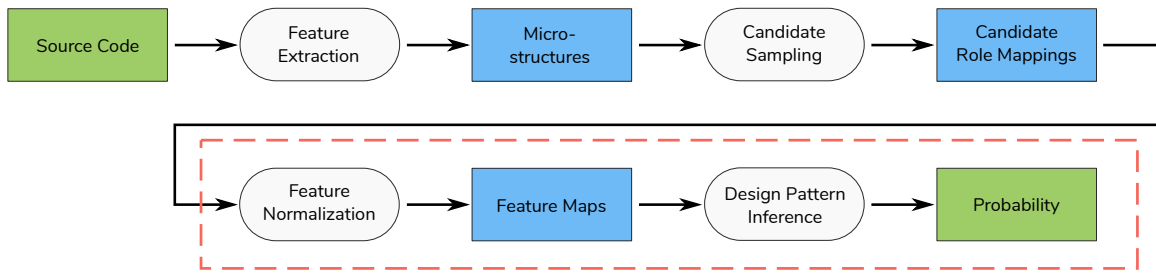 Source Code
Feature
Extraction
Micro-
structures
Candidate
Sampling
Candidate
Role Mappings
Feature
Normalization
Feature Maps
Design Pattern
Inference
Probability